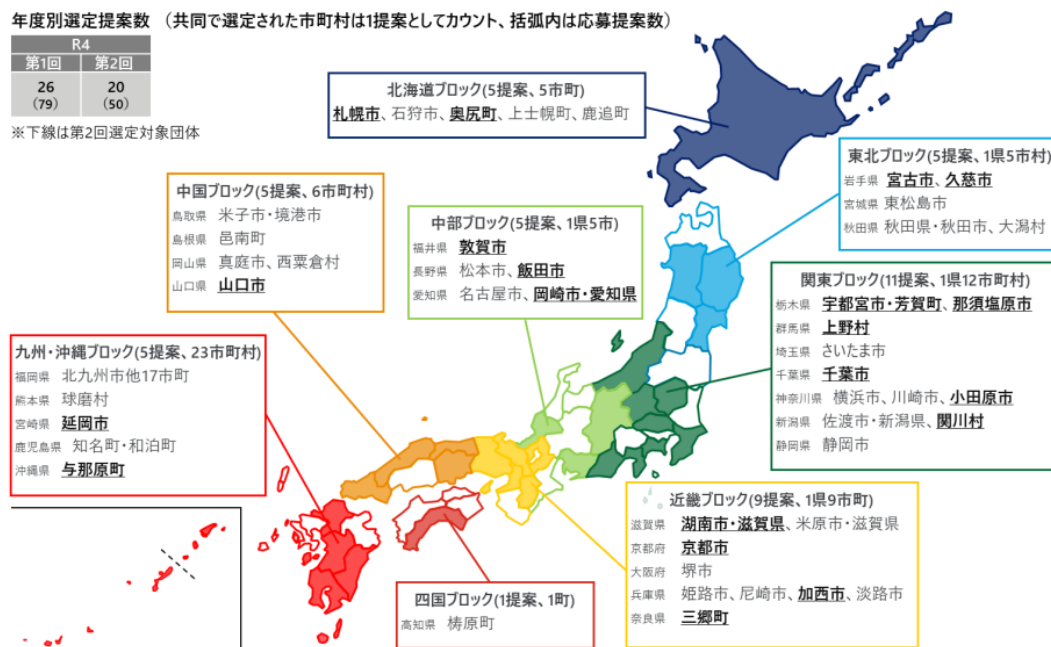 年度別選定提案数 (共同で選定された市町村は1提案としてカウント、括弧内は応募提案数)
R4
第1回 第2回
26 20
(79) (50)
※下線は第2回選定対象団体
北海道ブロック(5提案、5市町)
札幌市、石狩市、奥尻町、上士幌町、鹿追町
東北ブロック(5提案、1県5市村)
岩手県 宮古市、久慈市
宮城県 東松島市
秋田県 秋田県・秋田市、大潟村
中国ブロック(5提案、6市町村)
鳥取県 米子市・境港市
島根県 邑南町
岡山県 真庭市、西粟倉村
山口県 山口市
中部ブロック(5提案、1県5市)
福井県 敦賀市
長野県 松本市、飯田市
愛知県 名古屋市、岡崎市・愛知県
関東ブロック(11提案、1県12市町村)
栃木県 宇都宮市・芳賀町、那須塩原市
群馬県 上野村
埼玉県 さいたま市
千葉県 千葉市
神奈川県 横浜市、川崎市、小田原市
新潟県 佐渡市・新潟県、関川村
静岡県 静岡市
九州・沖縄ブロック(5提案、23市町村)
福岡県 北九州市他17市町
熊本県 球磨村
宮崎県 延岡市
鹿児島県 知名町・和泊町
沖縄県 与那原町
近畿ブロック(9提案、1県9市町)
滋賀県 湖南市・滋賀県、米原市・滋賀県
京都府 京都市
大阪府 堺市
兵庫県 姫路市、尼崎市、加西市、淡路市
奈良県 三郷町
四国ブロック(1提案、1町)
高知県 梼原町